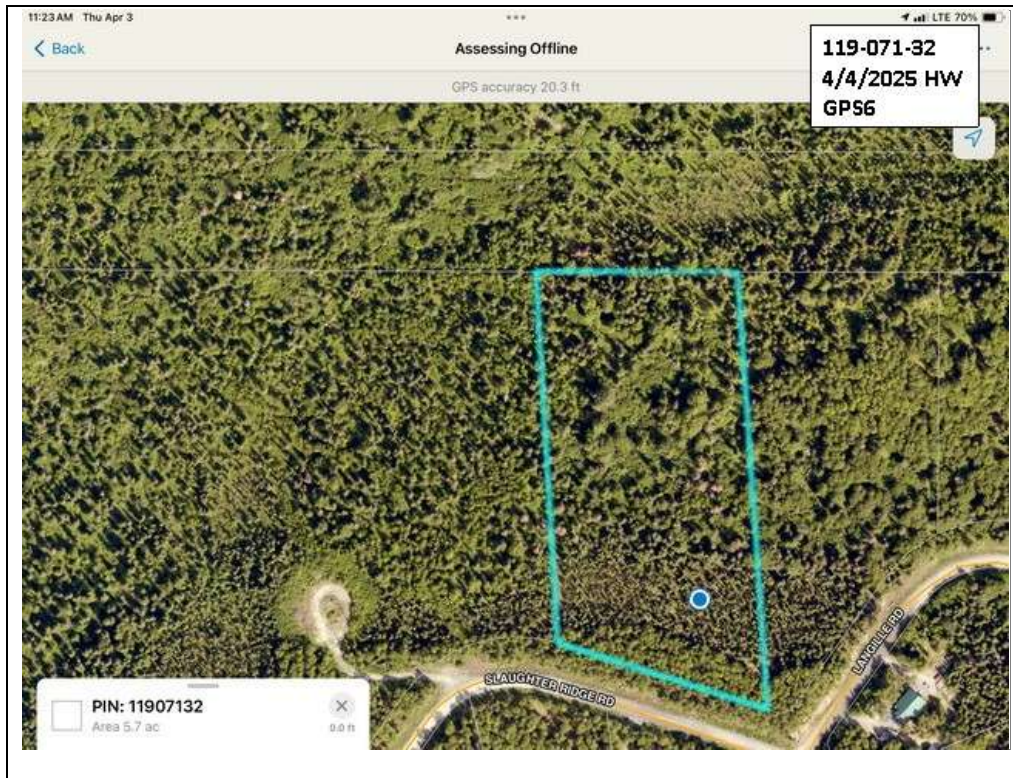 11:23 AM Thu Apr 3
LTE 70%
Back
Assessing Offline
GPS accuracy 20.3 ft
119-071-32
4/4/2025 HW
GPS6
LANGILLE RD
SLAUGHTER RIDGE RD
PIN: 11907132
Area 5.7 ac
0.0 ft